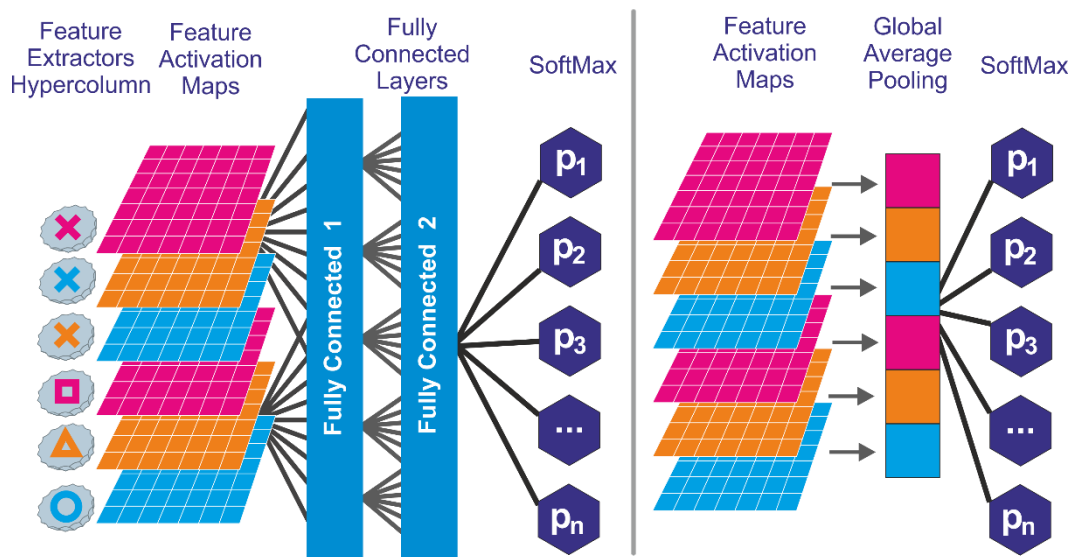 Feature
Extractors
Hypercolumn
Feature
Activation
Maps
Fully
Connected
Layers
SoftMax
Fully Connected 1
Fully Connected 2
p1
p2
p3
...
pn
Feature
Activation
Maps
Global
Average
Pooling
SoftMax
p1
p2
p3
...
pn